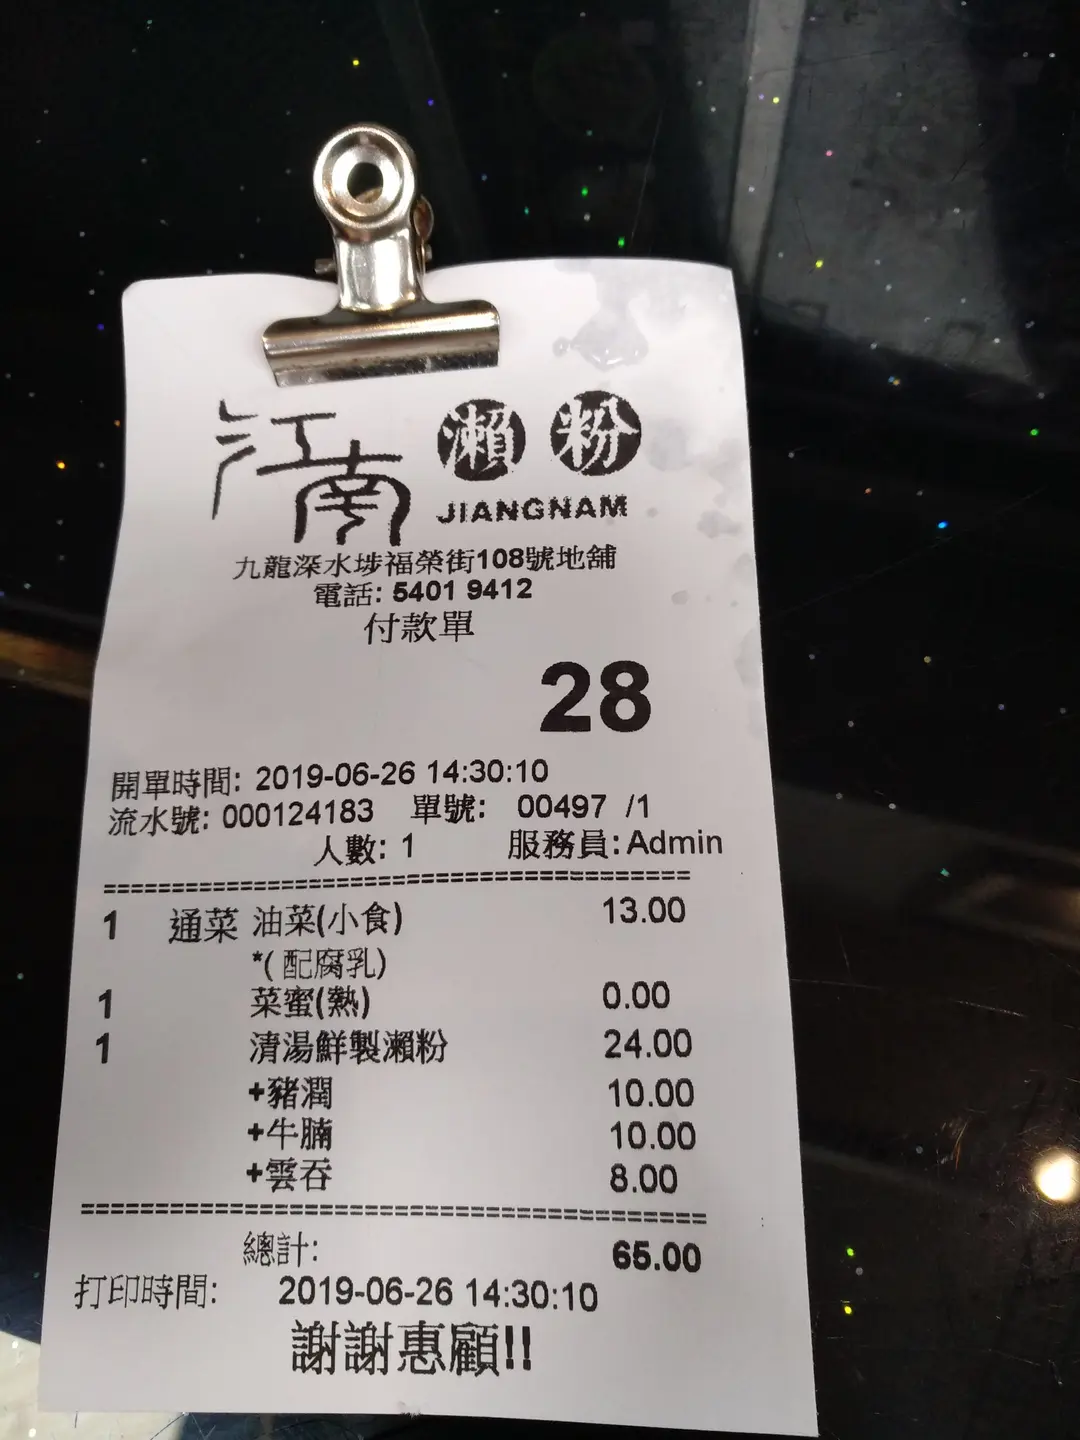 江南 瀨粉
JIANGNAM
九龍深水埗福榮街108號地舖
電話: 5401 9412
付款單
28
開單時間: 2019-06-26 14:30:10
流水號: 000124183 單號: 00497 /1
人數: 1 服務員: Admin
1 通菜 油菜(小食) 13.00
*( 配腐乳)
1 菜蜜(熱) 0.00
1 清湯鮮製瀨粉 24.00
+豬潤 10.00
+牛腩 10.00
+雲吞 8.00
總計: 65.00
打印時間: 2019-06-26 14:30:10
謝謝惠顧!!